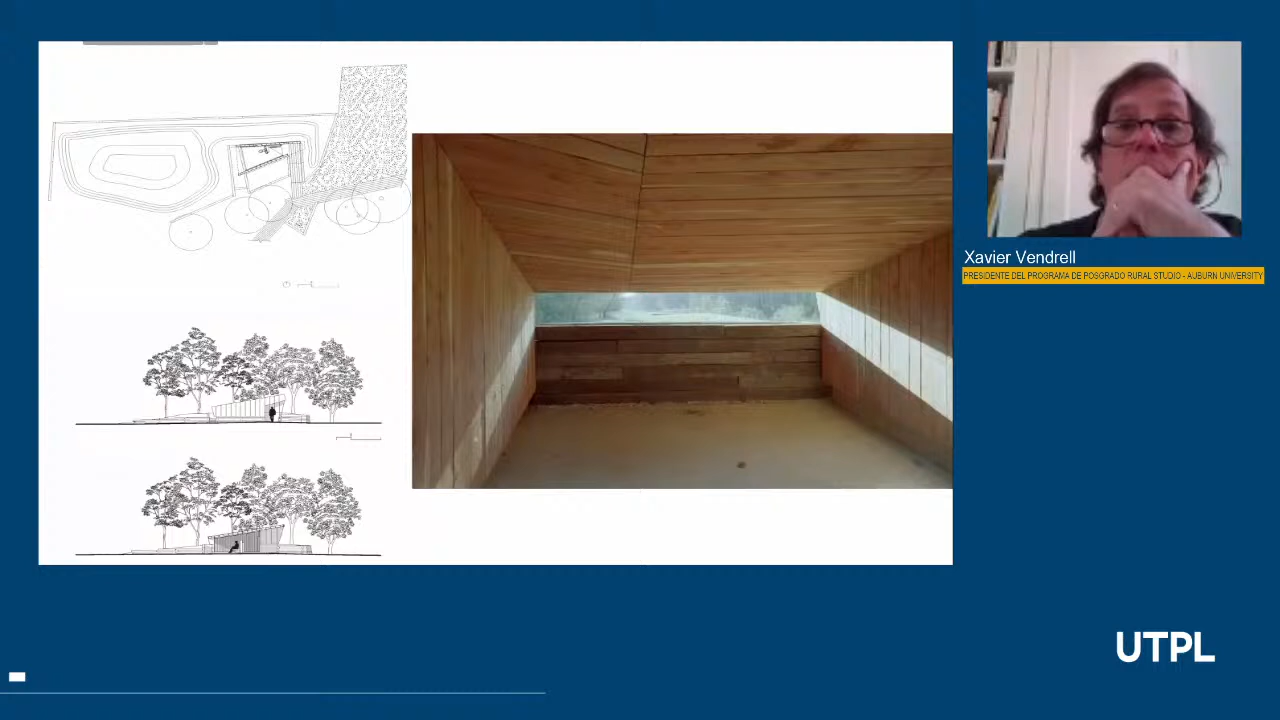 Xavier Vendrell
PRESIDENTE DEL PROGRAMA DE POSGRADO RURAL STUDIO - AUBURN UNIVERSITY
UTPL